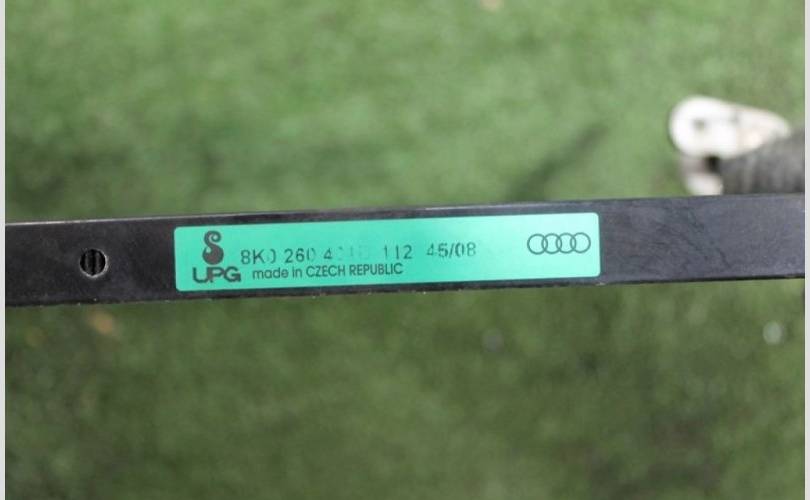 8K0 260 112 45/08
UPG made in CZECH REPUBLIC